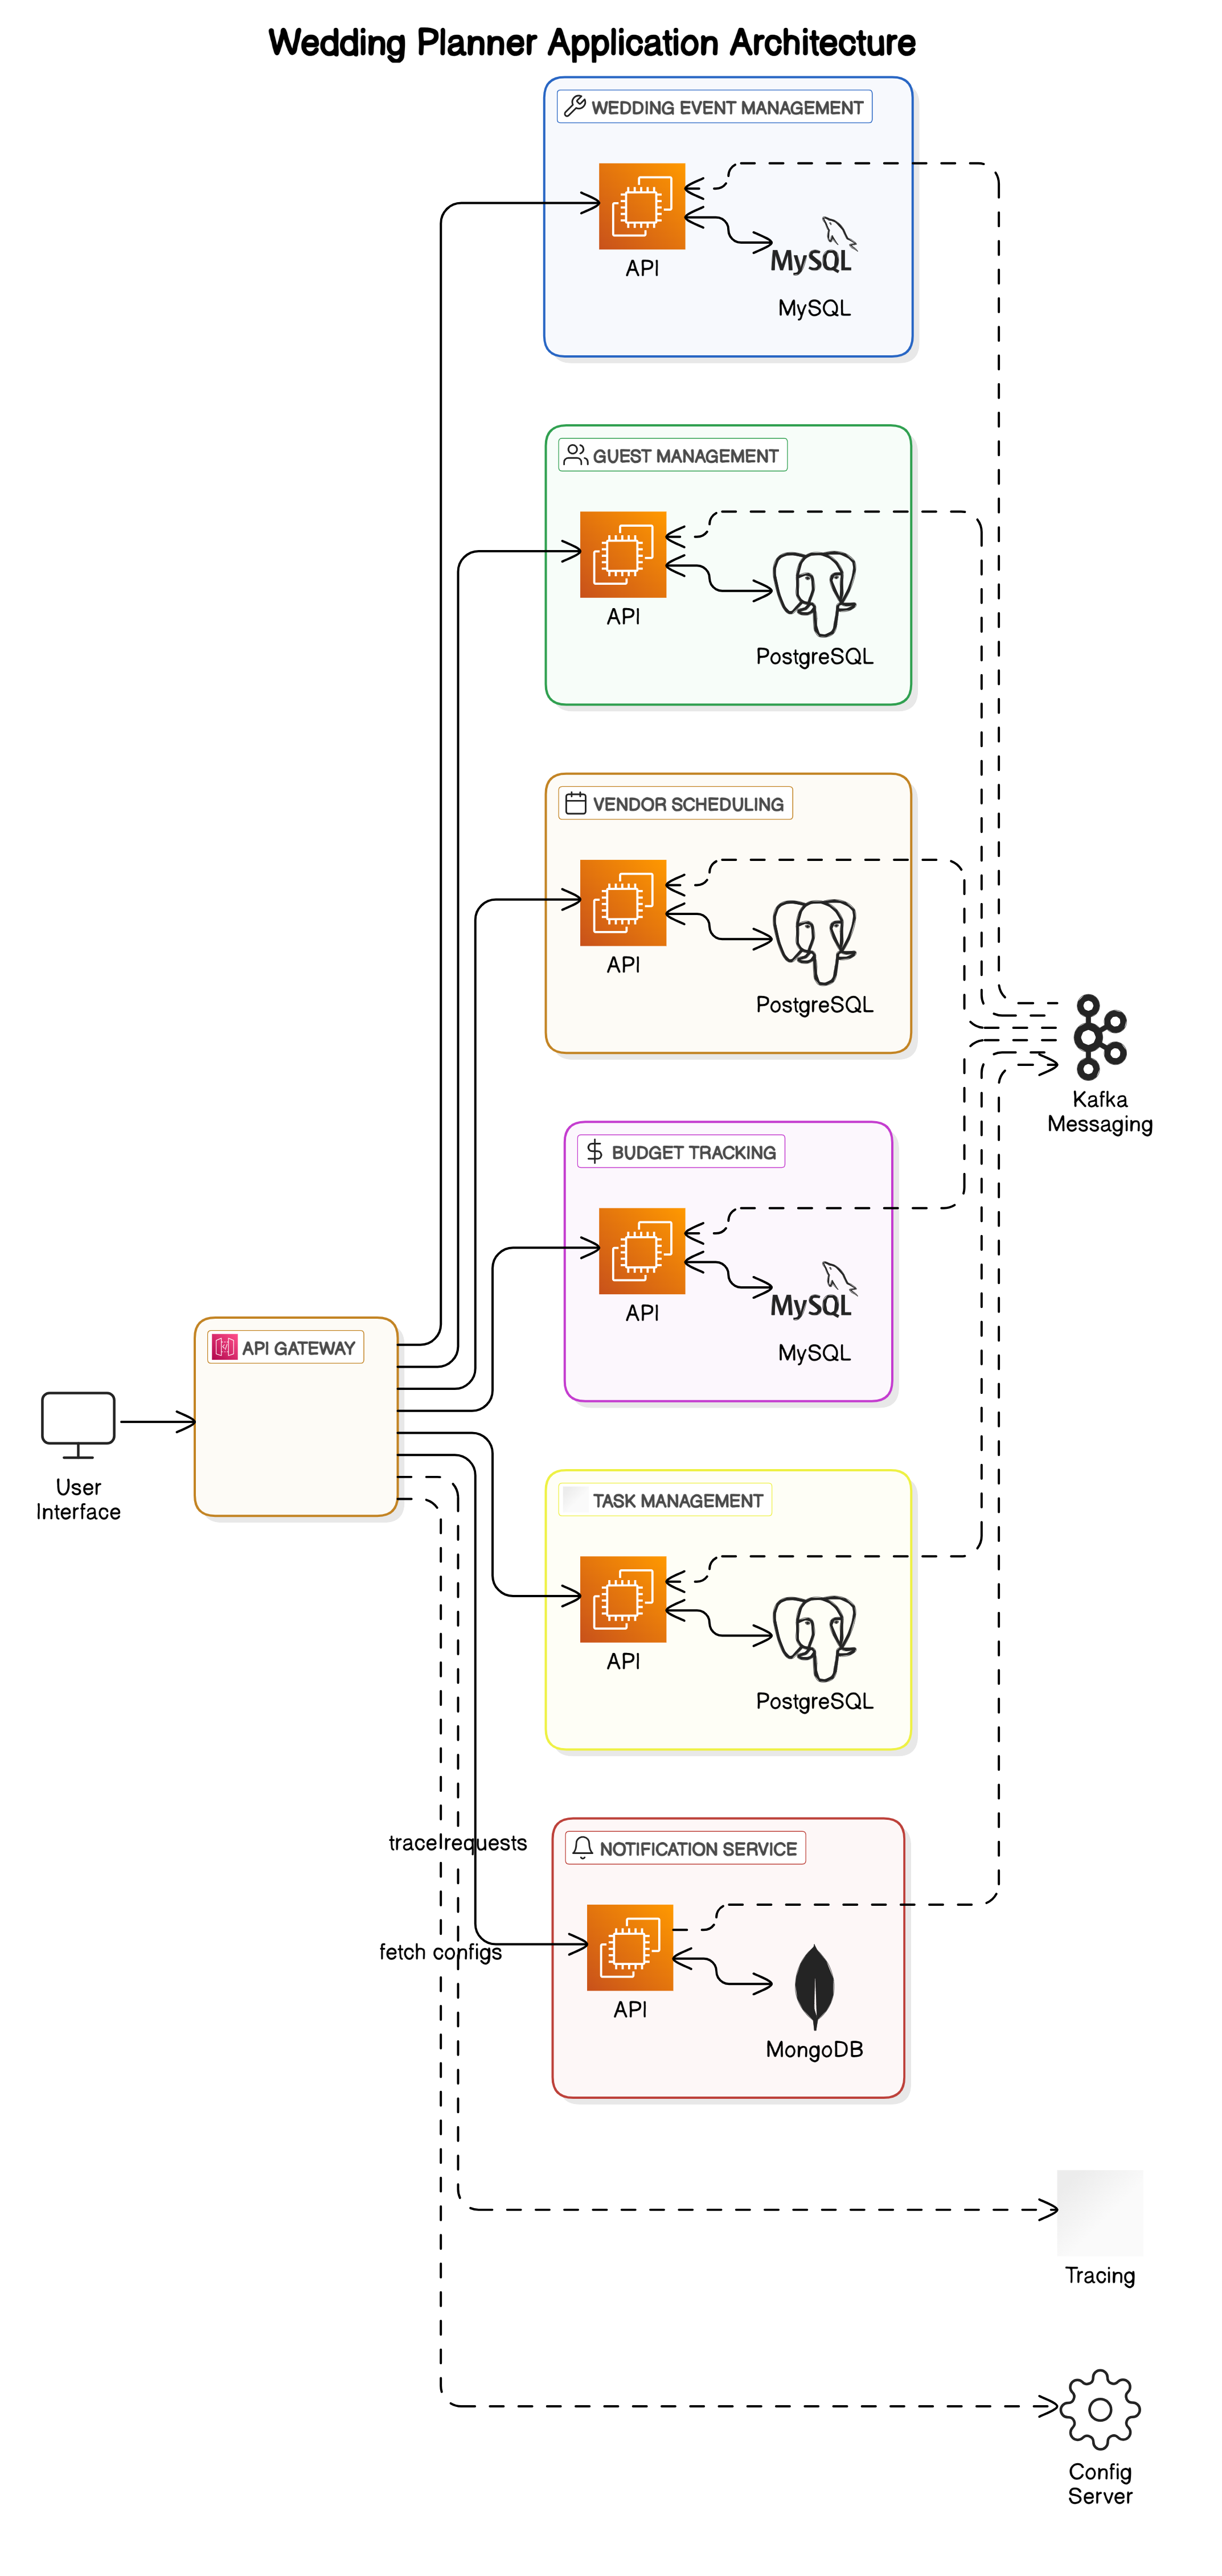 Wedding Planner Application Architecture
WEDDING EVENT MANAGEMENT
API
MySQL
MySQL
GUEST MANAGEMENT
API
PostgreSQL
VENDOR SCHEDULING
API
PostgreSQL
Kafka
Messaging
BUDGET TRACKING
API
MySQL
MySQL
API GATEWAY
User
Interface
TASK MANAGEMENT
API
PostgreSQL
trace requests
NOTIFICATION SERVICE
fetch configs
API
MongoDB
Tracing
Config
Server